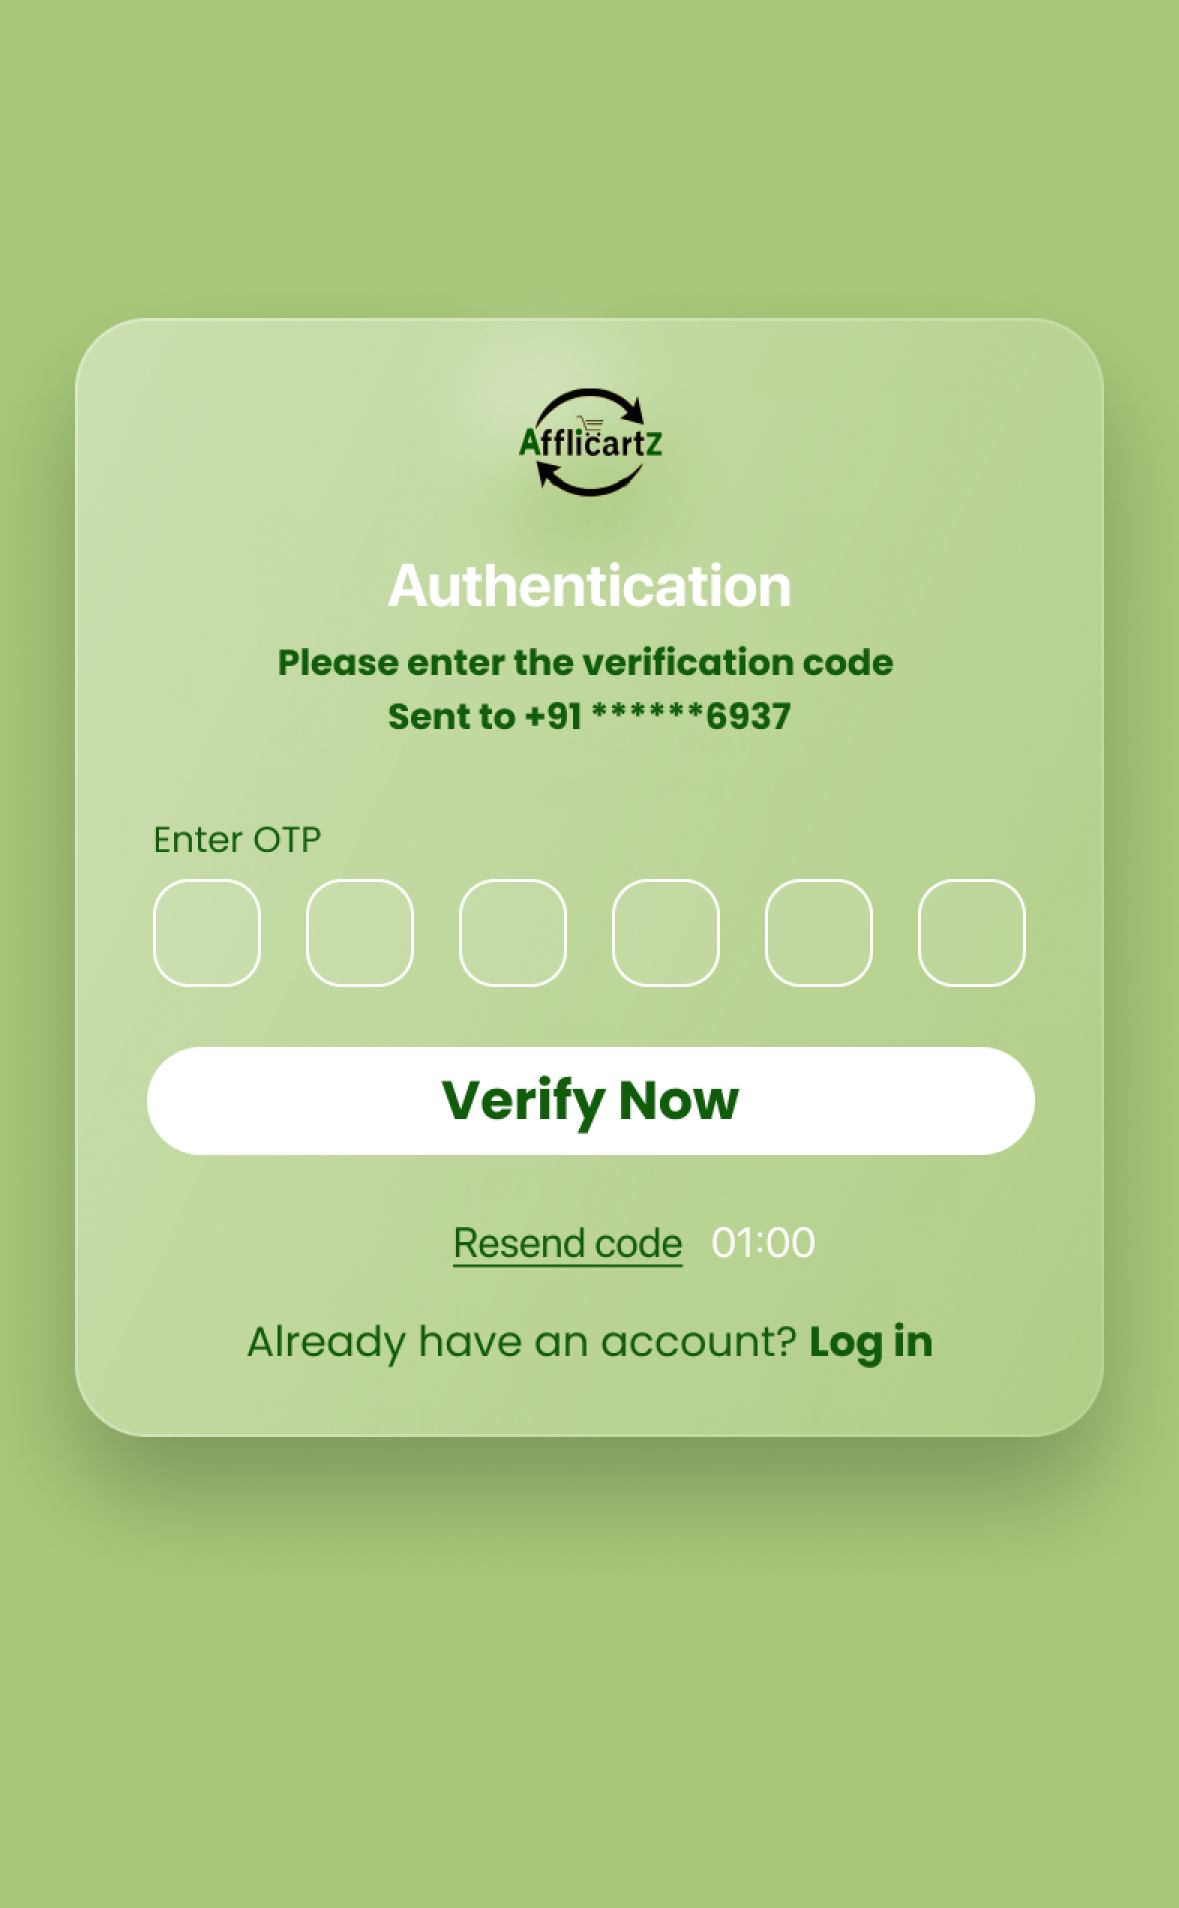 AfflicartZ
Authentication
Please enter the verification code
Sent to +91 ******6937
Enter OTP
Verify Now
Resend code 01:00
Already have an account? Log in